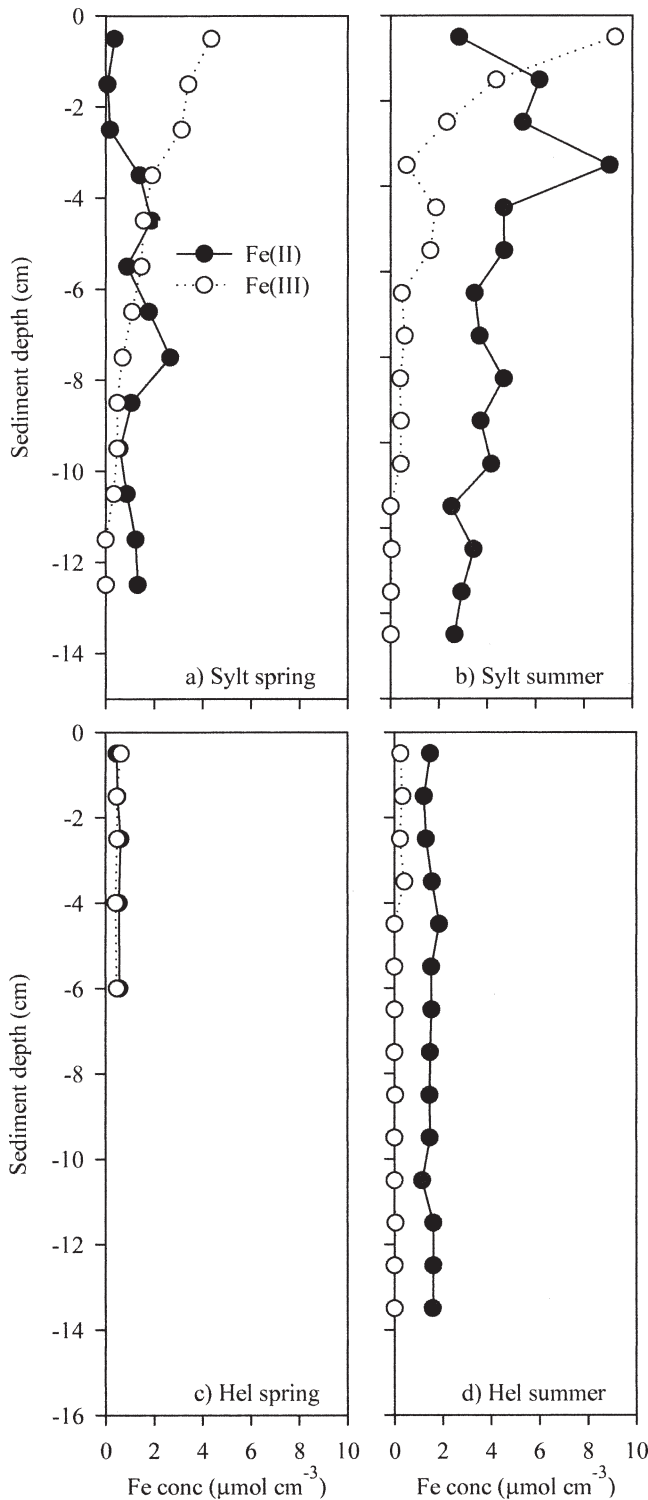 0
-2
-4
-6
-8
-10
-12
-14
Sediment depth (cm)
Fe(II)
Fe(III)
a) Sylt spring
b) Sylt summer
0
-2
-4
-6
-8
-10
-12
-14
-16
Sediment depth (cm)
c) Hel spring
d) Hel summer
0 2 4 6 8 10
0 2 4 6 8 10
Fe conc (μmol cm⁻³)
Fe conc (μmol cm⁻³)